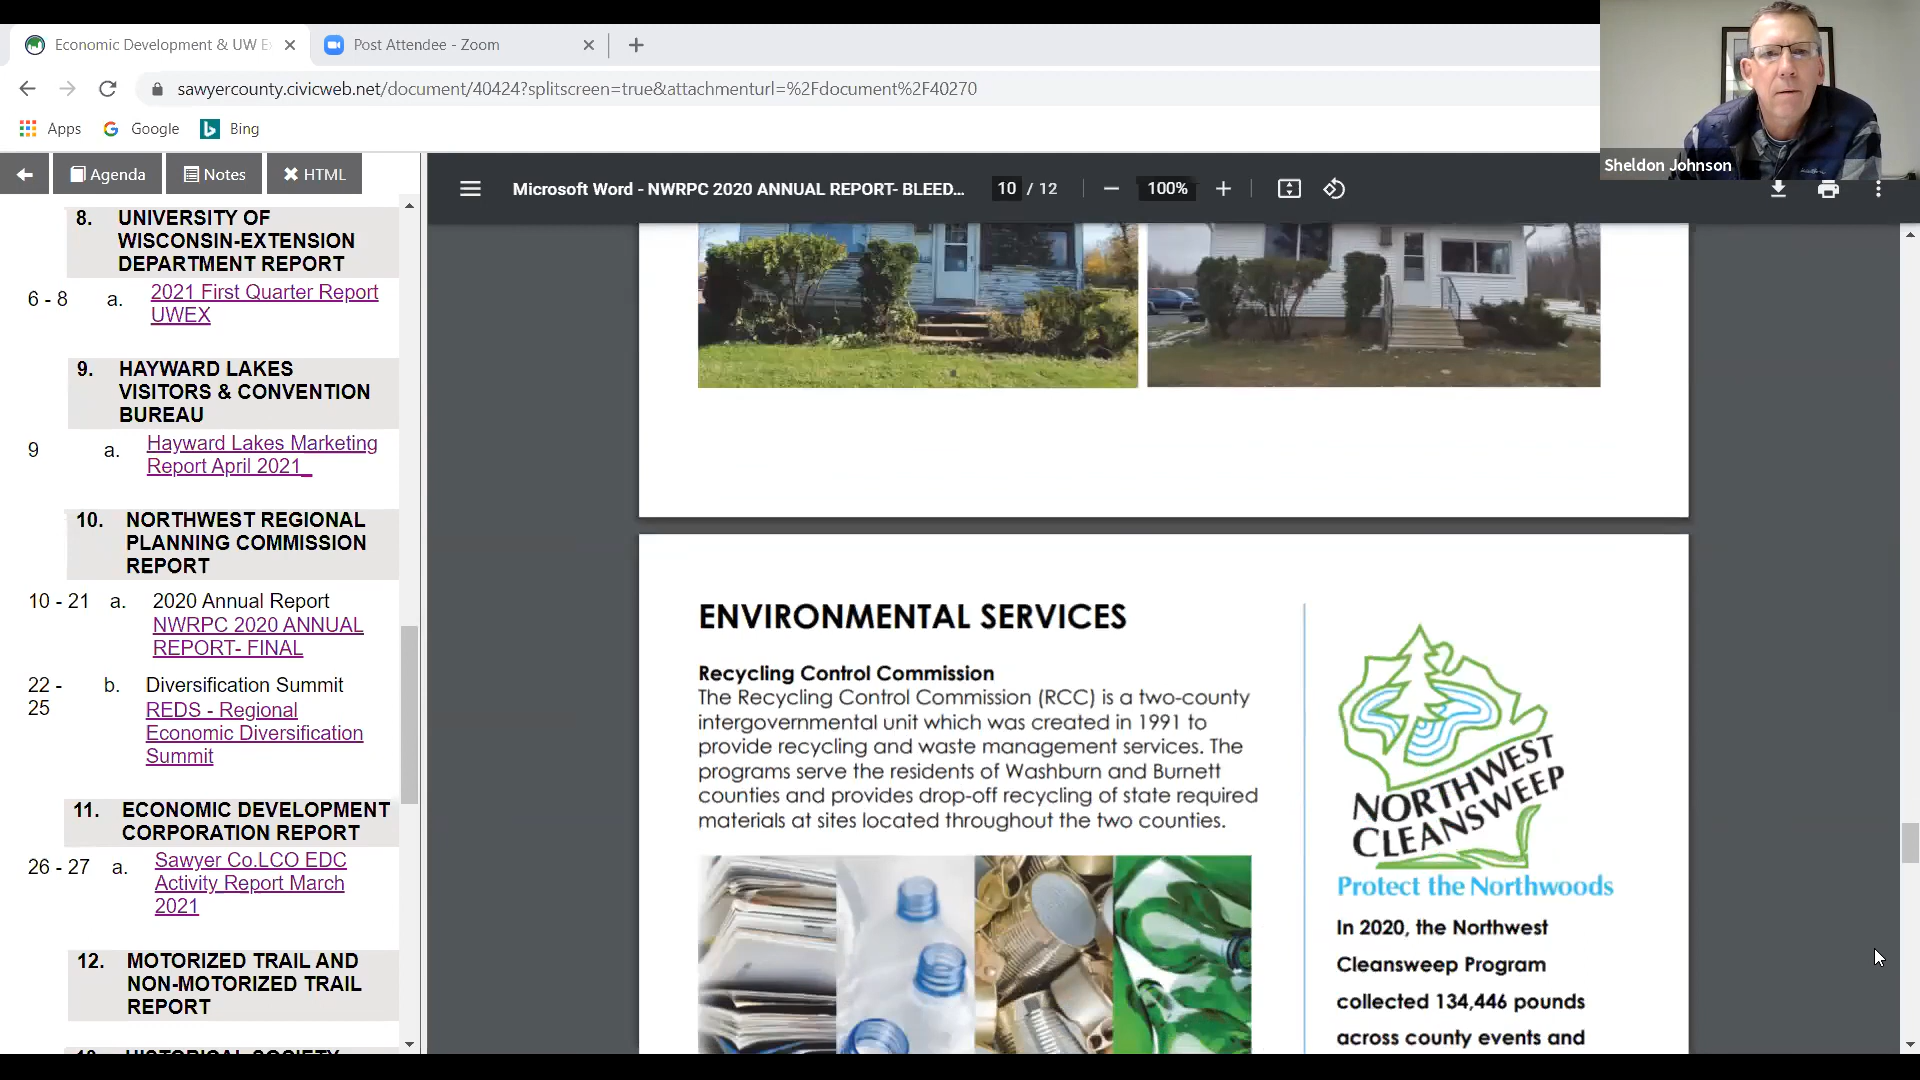 Economic Development & UW E
Post Attendee - Zoom
sawyercounty.civicweb.net/document/40424?splitscreen=true&attachmenturl=%2Fdocument%2F40270
Apps
Google
Bing
Sheldon Johnson
Agenda
Notes
HTML
Microsoft Word - NWRPC 2020 ANNUAL REPORT- BLEED...
10 / 12
100%
8. UNIVERSITY OF
WISCONSIN-EXTENSION
DEPARTMENT REPORT
6 - 8 a. 2021 First Quarter Report
UWEX
9. HAYWARD LAKES
VISITORS & CONVENTION
BUREAU
9 a. Hayward Lakes Marketing
Report April 2021_
10. NORTHWEST REGIONAL
PLANNING COMMISSION
REPORT
10 - 21 a. 2020 Annual Report
NWRPC 2020 ANNUAL
REPORT- FINAL
22 - b. Diversification Summit
25 REDS - Regional
Economic Diversification
Summit
11. ECONOMIC DEVELOPMENT
CORPORATION REPORT
26 - 27 a. Sawyer Co.LCO EDC
Activity Report March
2021
12. MOTORIZED TRAIL AND
NON-MOTORIZED TRAIL
REPORT
HISTORICAL SOCIETY
ENVIRONMENTAL SERVICES
Recycling Control Commission
The Recycling Control Commission (RCC) is a two-county
intergovernmental unit which was created in 1991 to
provide recycling and waste management services. The
programs serve the residents of Washburn and Burnett
counties and provides drop-off recycling of state required
materials at sites located throughout the two counties.
NORTHWEST
CLEANSWEEP
Protect the Northwoods
In 2020, the Northwest
Cleansweep Program
collected 134,446 pounds
across county events and